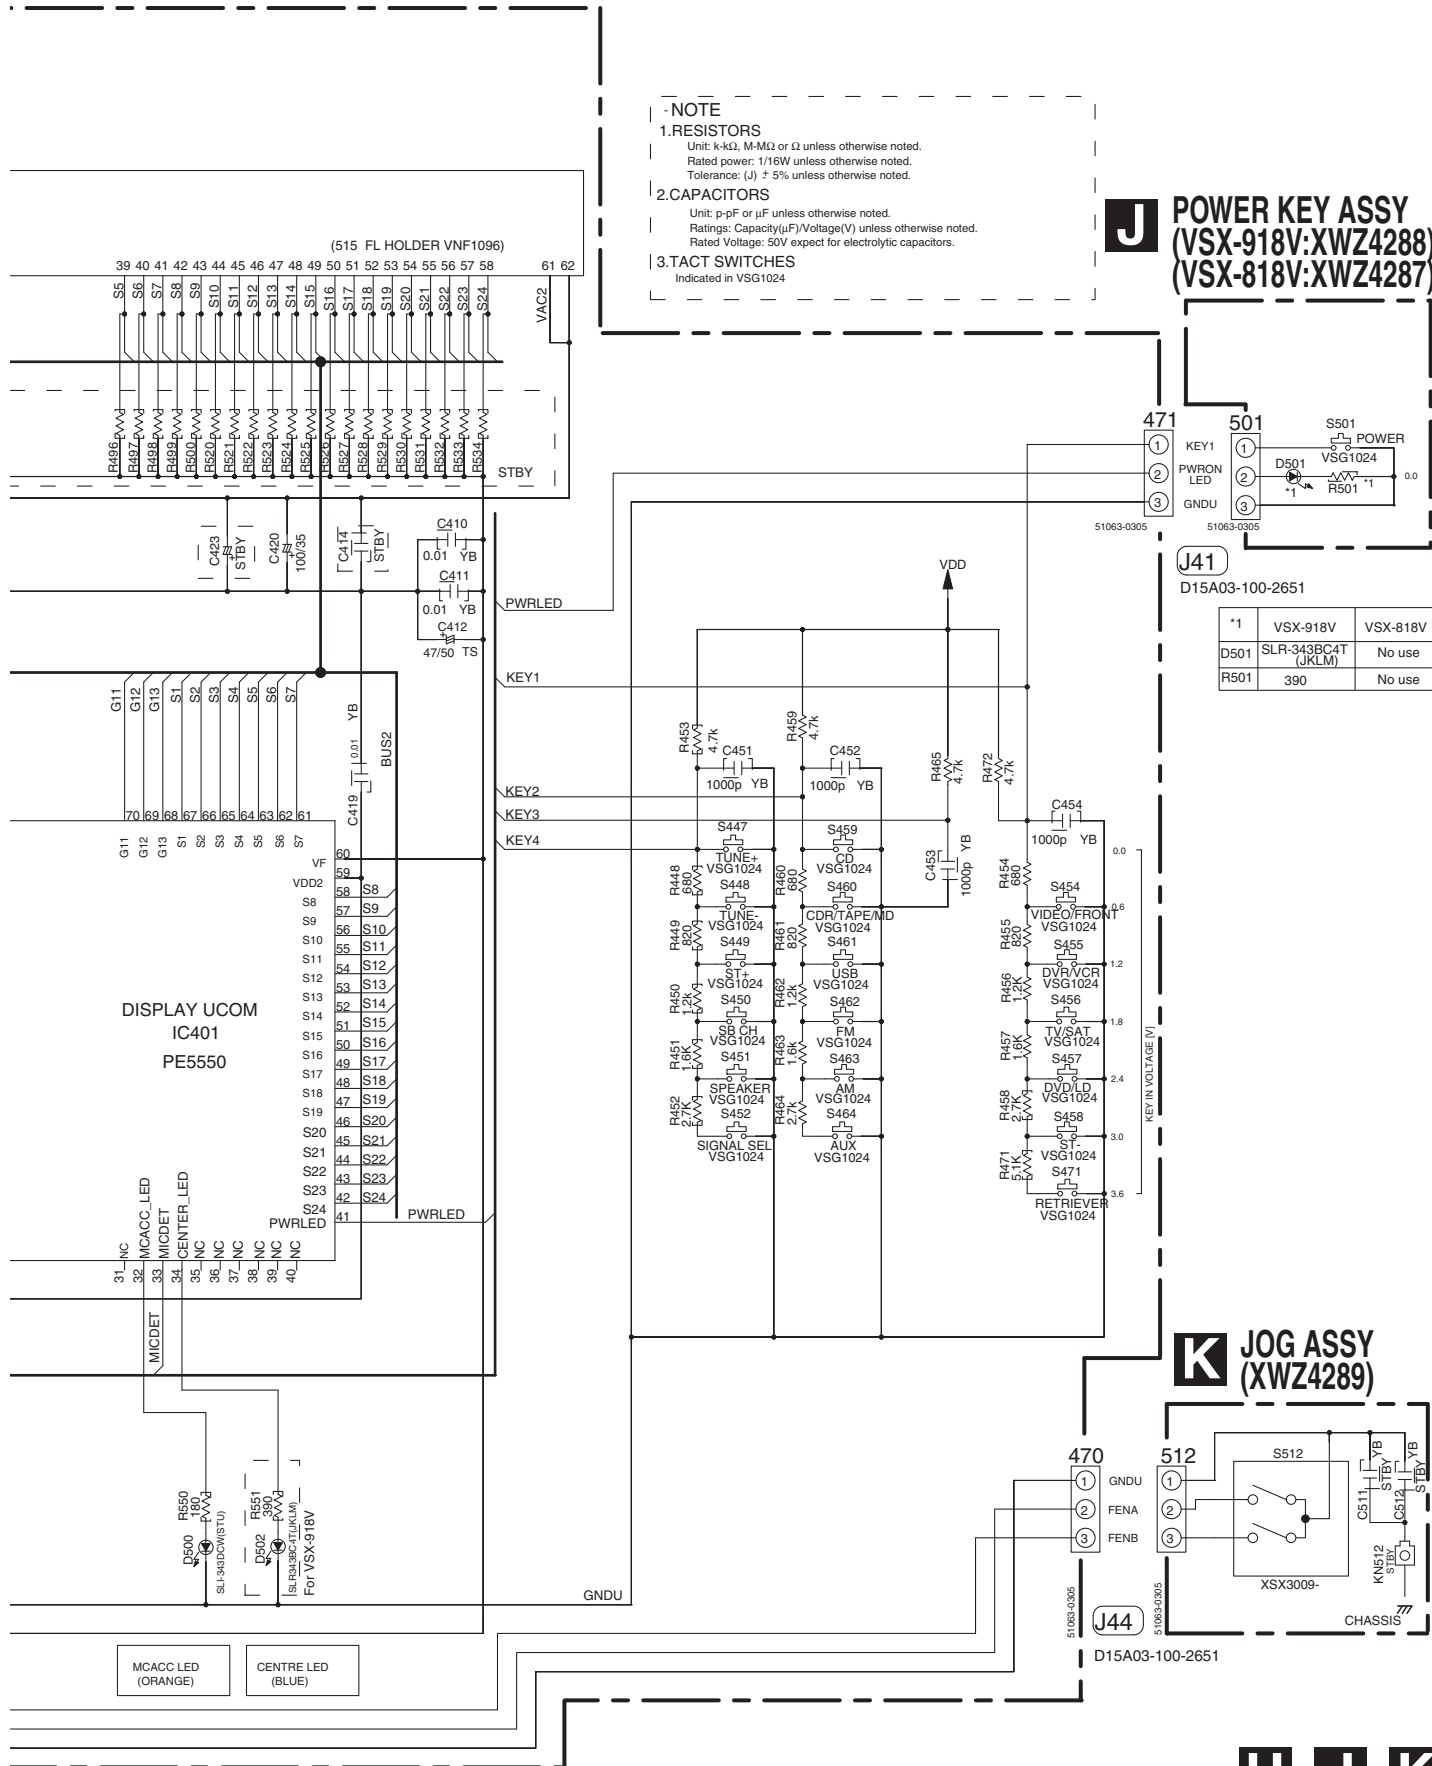 - NOTE
1.RESISTORS
Unit: k-kΩ, M-MΩ or Ω unless otherwise noted.
Rated power: 1/16W unless otherwise noted.
Tolerance: (J) ± 5% unless otherwise noted.
2.CAPACITORS
Unit: p-pF or μF unless otherwise noted.
Ratings: Capacity(μF)/Voltage(V) unless otherwise noted.
Rated Voltage: 50V expect for electrolytic capacitors.
3.TACT SWITCHES
Indicated in VSG1024
J POWER KEY ASSY
(VSX-918V:XWZ4288)
(VSX-818V:XWZ4287)
(515 FL HOLDER VNF1096)
39 40 41 42 43 44 45 46 47 48 49 50 51 52 53 54 55 56 57 58 61 62
S5 S6 S7 S8 S9 S10 S11 S12 S13 S14 S15 S16 S17 S18 S19 S20 S21 S22 S23 S24 VAC2
R496 R497 R498 R499 R500 R520 R521 R522 R523 R524 R525 R526 R527 R528 R529 R530 R531 R532 R533 R534 STBY
471 501
1 KEY1 1
2 PWRON LED 2
3 GNDU 3
S501
POWER
VSG1024
D501 *1
R501 *1
0.0
51063-0305 51063-0305
J41
D15A03-100-2651
*1 VSX-918V VSX-818V
D501 SLR-343BC4T (JKLM) No use
R501 390 No use
C423 STBY
C420 100/35
C414 STBY
C410
0.01 YB
C411
0.01 YB
C412
47/50 TS
PWRLED
VDD
KEY1
KEY2
KEY3
KEY4
G11 G12 G13 S1 S2 S3 S4 S5 S6 S7
YB
0.01
C419
BUS2
70 69 68 67 66 65 64 63 62 61
G11 G12 G13 S1 S2 S3 S4 S5 S6 S7
VF 60
VDD2 59
S8 58 S8
S9 57 S9
S10 56 S10
S11 55 S11
S12 54 S12
S13 53 S13
S14 52 S14
S15 51 S15
S16 50 S16
S17 49 S17
S18 48 S18
S19 47 S19
S20 46 S20
S21 45 S21
S22 44 S22
S23 43 S23
S24 42 S24
PWRLED 41 PWRLED
DISPLAY UCOM
IC401
PE5550
NC MCACC_LED MICDET CENTER_LED NC NC NC NC NC NC
31 32 33 34 35 36 37 38 39 40
MICDET
R453 4.7k
C451
1000p YB
S447
TUNE+
VSG1024
R448 680
S448
TUNE-
VSG1024
R449 820
S449
ST+
VSG1024
R450 1.2k
S450
SB CH
VSG1024
R451 1.6K
S451
SPEAKER
VSG1024
R452 2.7K
S452
SIGNAL SEL
VSG1024
R459 4.7k
C452
1000p YB
S459
CD
VSG1024
R460 680
S460
CDR/TAPE/MD
VSG1024
R461 820
S461
USB
VSG1024
R462 1.2k
S462
FM
VSG1024
R463 1.6k
S463
AM
VSG1024
R464 2.7k
S464
AUX
VSG1024
R465 4.7k
C453 1000p YB
R472 4.7k
C454
1000p YB
R454 680
S454
VIDEO/FRONT
VSG1024
R455 820
S455
DVR/VCR
VSG1024
R456 1.2K
S456
TV/SAT
VSG1024
R457 1.6K
S457
DVD/LD
VSG1024
R458 2.7K
S458
ST-
VSG1024
R471 5.1K
S471
RETRIEVER
VSG1024
0.0
0.6
1.2
1.8
2.4
3.0
3.6
KEY IN VOLTAGE [V]
R550 180
D500
SLI-343DCW(STU)
R551 390
D502
SLR343BC-4T(JKLM)
For VSX-918V
GNDU
MCACC LED
(ORANGE)
CENTRE LED
(BLUE)
K JOG ASSY
(XWZ4289)
470 512
1 GNDU 1
2 FENA 2
3 FENB 3
51063-0305 51063-0305
S512
XSX3009-
C511 STBY YB
C512 STBY YB
KN512 STBY
CHASSIS
J44
D15A03-100-2651